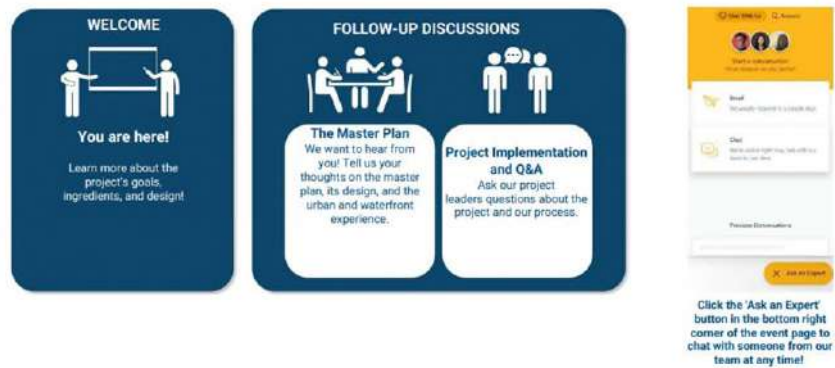 WELCOME
You are here!
Learn more about the
project's goals,
ingredients, and design!
FOLLOW-UP DISCUSSIONS
The Master Plan
We want to hear from
you! Tell us your
thoughts on the master
plan, its design, and the
urban and waterfront
experience.
Project Implementation
and Q&A
Ask our project
leaders questions about the
project and our process.
Start a conversation
Email
Chat
Previous Conversations
Ask an Expert
Click the 'Ask an Expert'
button in the bottom right
corner of the event page to
chat with someone from our
team at any time!